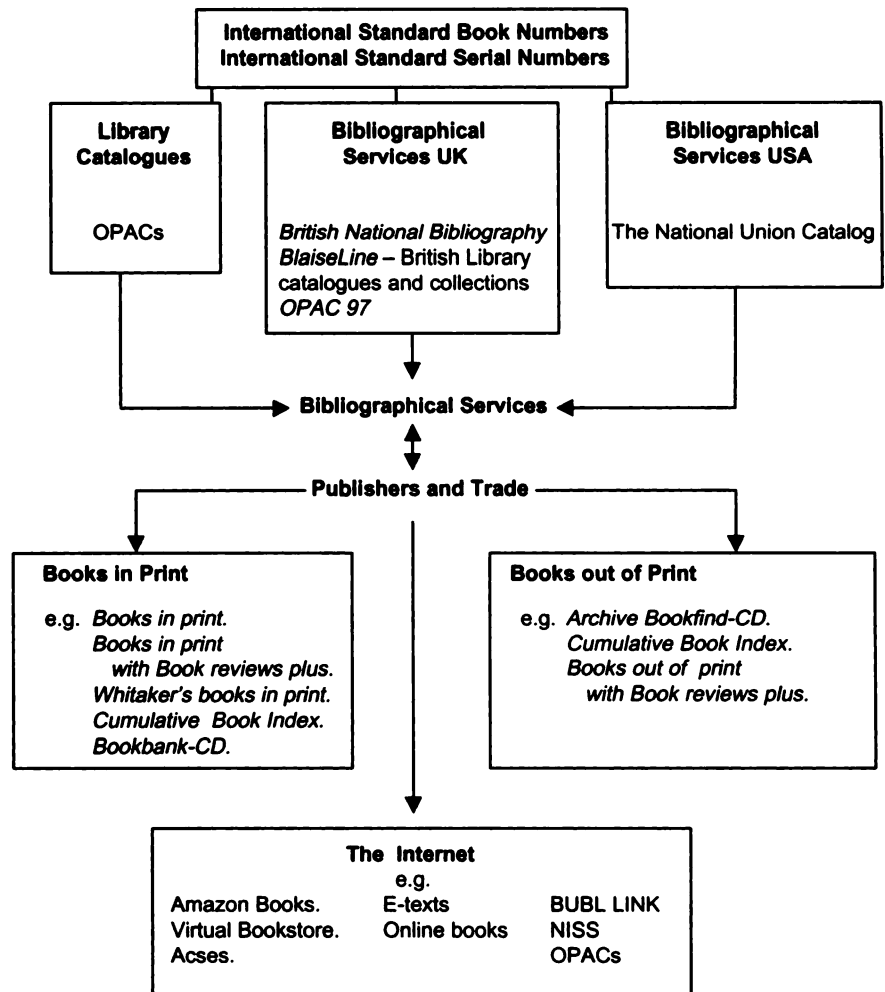 International Standard Book Numbers
International Standard Serial Numbers
Library
Catalogues
OPACs
Bibliographical
Services UK
British National Bibliography
BlaiseLine – British Library
catalogues and collections
OPAC 97
Bibliographical
Services USA
The National Union Catalog
Bibliographical Services
Publishers and Trade
Books in Print
e.g. Books in print.
Books in print
with Book reviews plus.
Whitaker's books in print.
Cumulative Book Index.
Bookbank-CD.
Books out of Print
e.g. Archive Bookfind-CD.
Cumulative Book Index.
Books out of print
with Book reviews plus.
The Internet
e.g.
Amazon Books. E-texts BUBL LINK
Virtual Bookstore. Online books NISS
Acses. OPACs